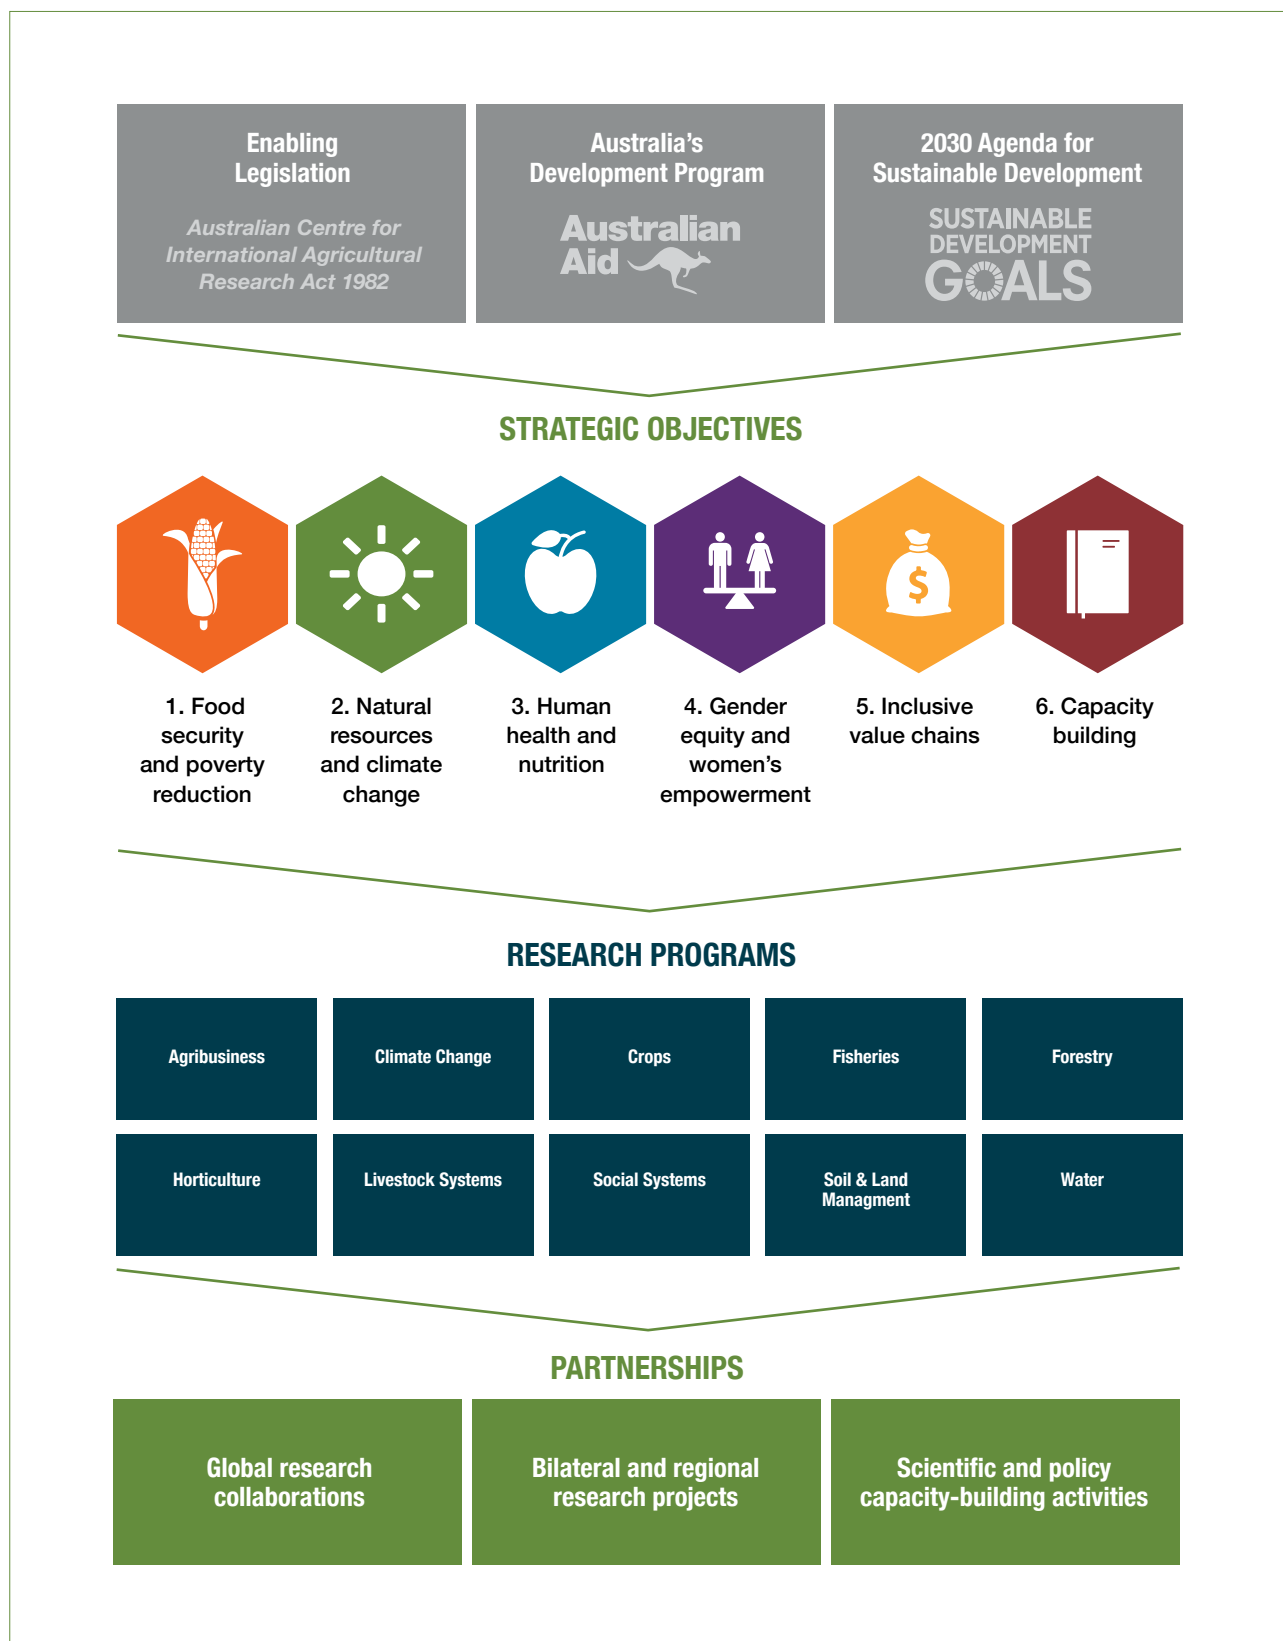 Enabling
Legislation
Australian Centre for
International Agricultural
Research Act 1982
Australia's
Development Program
Australian
Aid
2030 Agenda for
Sustainable Development
SUSTAINABLE
DEVELOPMENT
GOALS
STRATEGIC OBJECTIVES
$
1. Food
security
and poverty
reduction
2. Natural
resources
and climate
change
3. Human
health and
nutrition
4. Gender
equity and
women's
empowerment
5. Inclusive
value chains
6. Capacity
building
RESEARCH PROGRAMS
Agribusiness
Climate Change
Crops
Fisheries
Forestry
Horticulture
Livestock Systems
Social Systems
Soil & Land
Managment
Water
PARTNERSHIPS
Global research
collaborations
Bilateral and regional
research projects
Scientific and policy
capacity-building activities